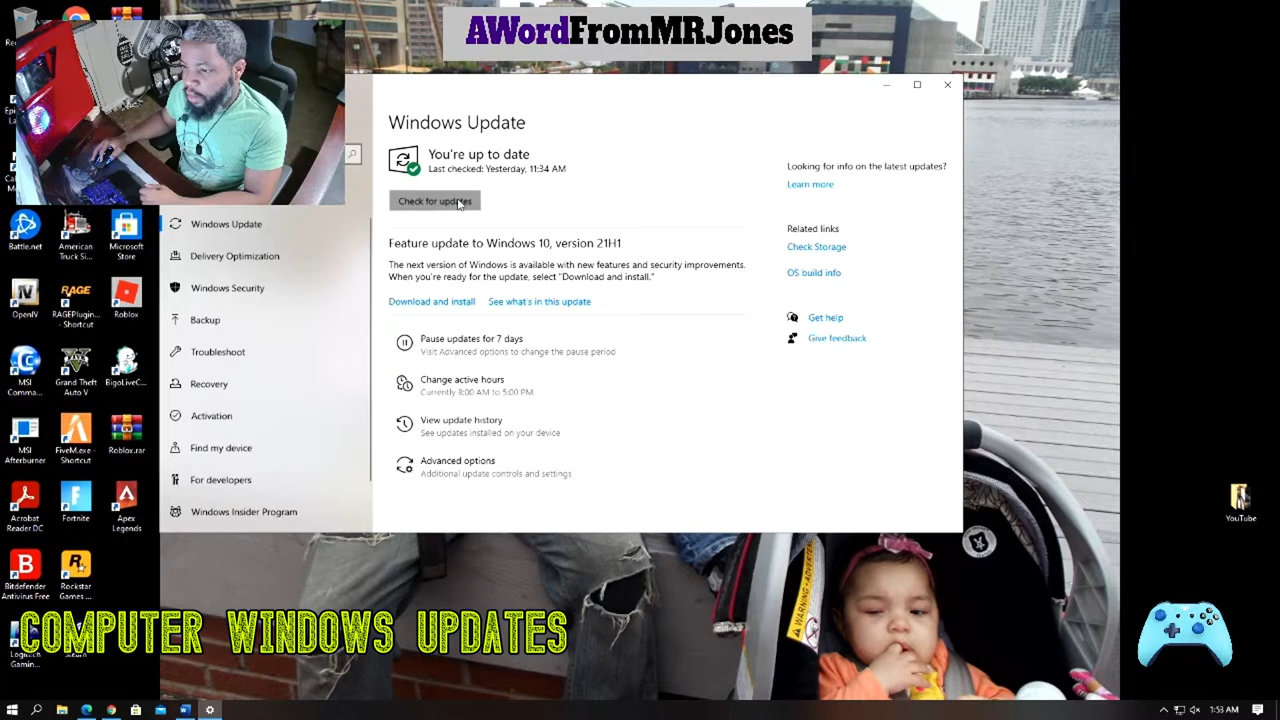 AWordFromMRJones
Windows Update
You're up to date
Last checked: Yesterday, 11:34 AM
Check for updates
Feature update to Windows 10, version 21H1
The next version of Windows is available with new features and security improvements.
When you're ready for the update, select "Download and install."
Download and install
See what's in this update
Pause updates for 7 days
Visit Advanced options to change the pause period
Change active hours
Currently 8:00 AM to 5:00 PM
View update history
See updates installed on your device
Advanced options
Additional update controls and settings
Looking for info on the latest updates?
Learn more
Related links
Check Storage
OS build info
Get help
Give feedback
Windows Update
Delivery Optimization
Windows Security
Backup
Troubleshoot
Recovery
Activation
Find my device
For developers
Windows Insider Program
Battle.net
American
Truck Si...
Microsoft
Store
OpenIV
RAGE
RAGEPlugin...
- Shortcut
Roblox
MSI
Comma...
Grand Theft
Auto V
BigoLiveC...
MSI
Afterburner
FiveM.exe -
Shortcut
Roblox.rar
Acrobat
Reader DC
Fortnite
Apex
Legends
Bitdefender
Antivirus Free
Rockstar
Games ...
Gamin...
YouTube
WARNING
COMPUTER WINDOWS UPDATES
1:53 AM